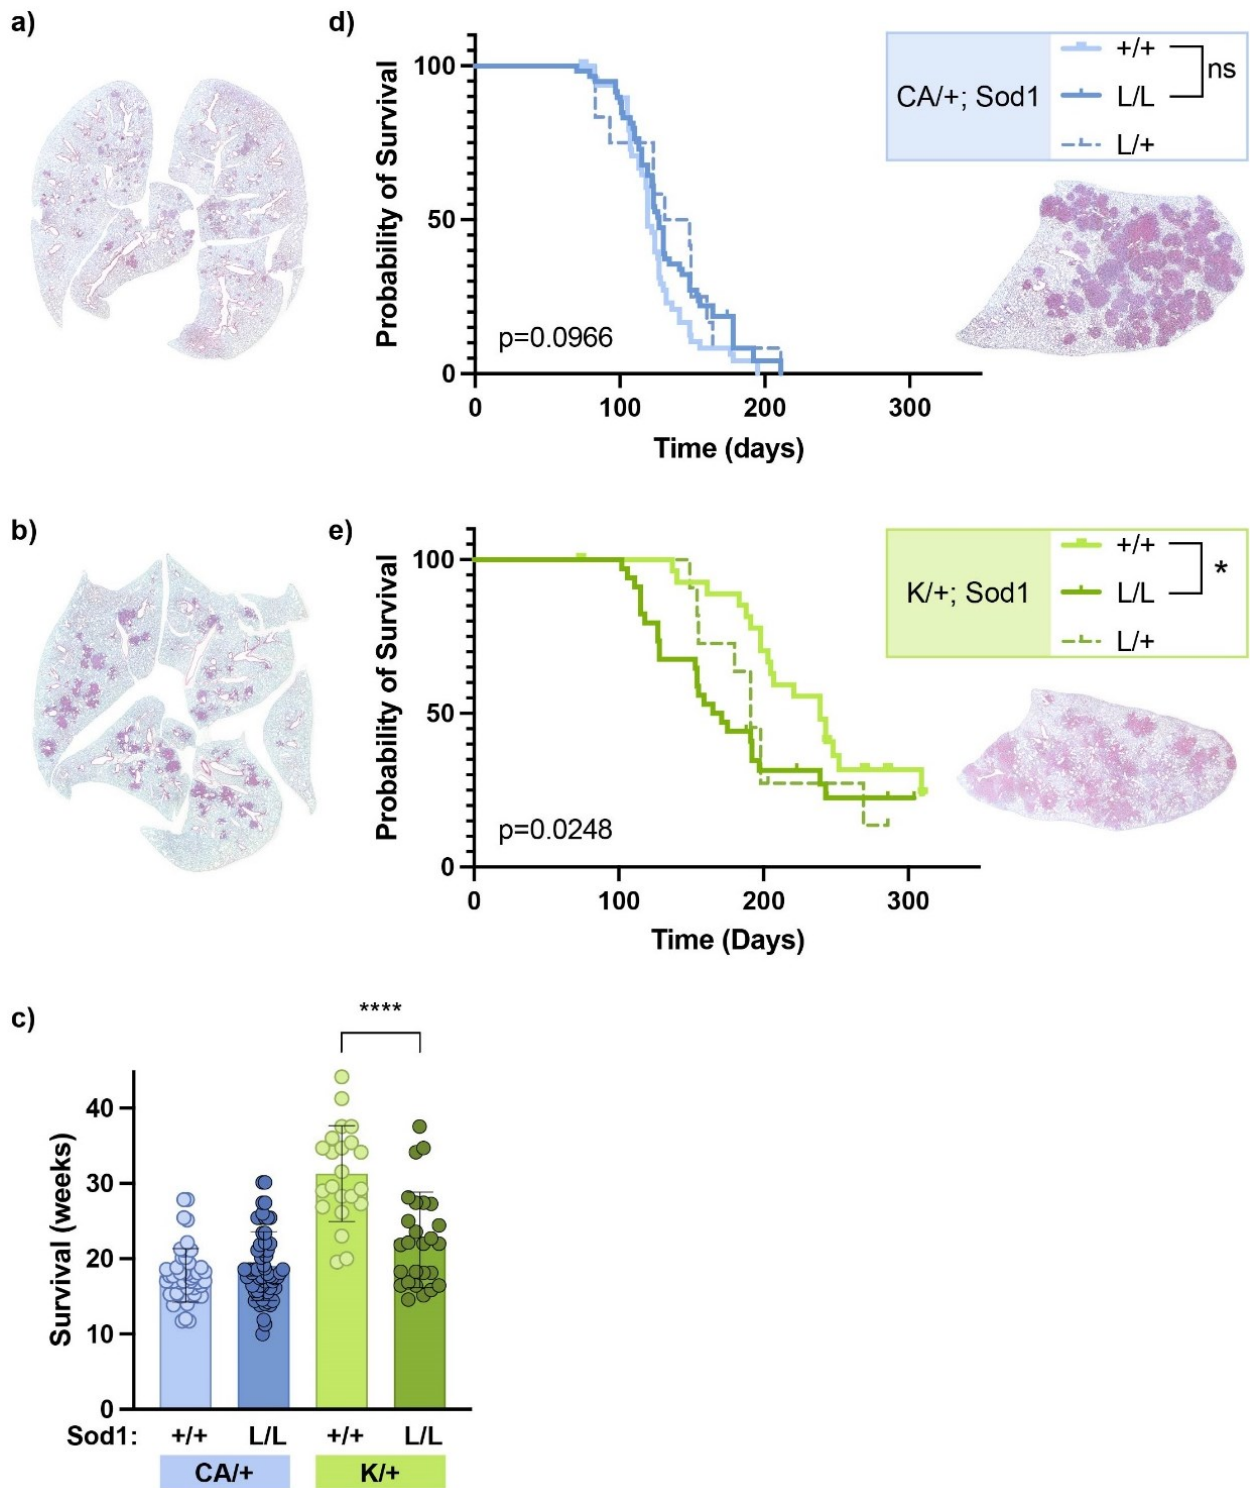 a)
d)
Probability of Survival
100
50
0
p=0.0966
0 100 200 300
Time (days)
CA/+; Sod1
+/+
L/L
L/+
ns
b)
e)
Probability of Survival
100
50
0
p=0.0248
0 100 200 300
Time (Days)
K/+; Sod1
+/+
L/L
L/+
*
c)
****
Survival (weeks)
40
30
20
10
0
Sod1: +/+ L/L +/+ L/L
CA/+ K/+